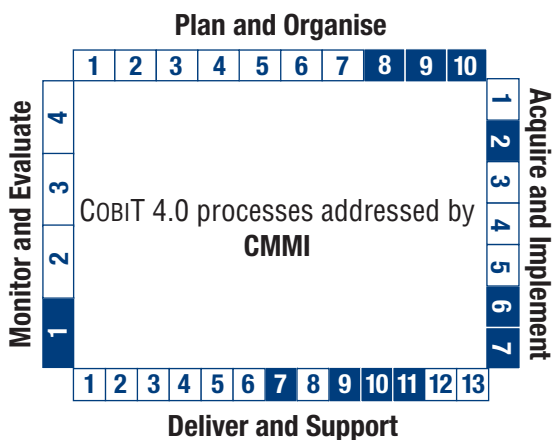 Plan and Organise
1 2 3 4 5 6 7 8 9 10
Monitor and Evaluate
4
3
2
1
COBIT 4.0 processes addressed by
CMMI
1
2
3
4
5
6
7
Acquire and Implement
1 2 3 4 5 6 7 8 9 10 11 12 13
Deliver and Support